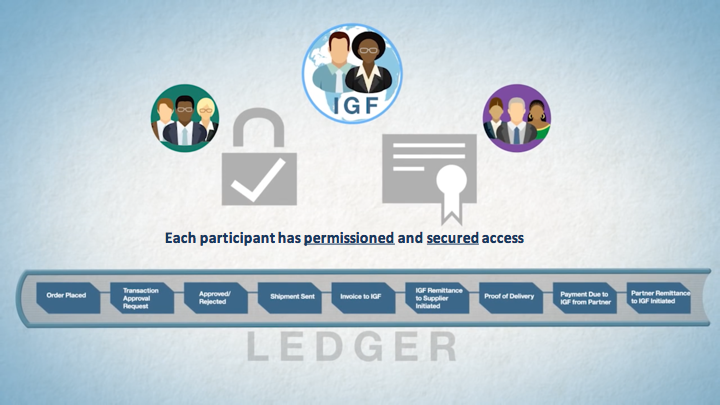 IGF
Each participant has permissioned and secured access
Order Placed
Transaction
Approval
Request
Approved/
Rejected
Shipment Sent
Invoice to IGF
IGF Remittance
to Supplier
Initiated
Proof of Delivery
Payment Due to
IGF from Partner
Partner Remittance
to IGF Initiated
LEDGER